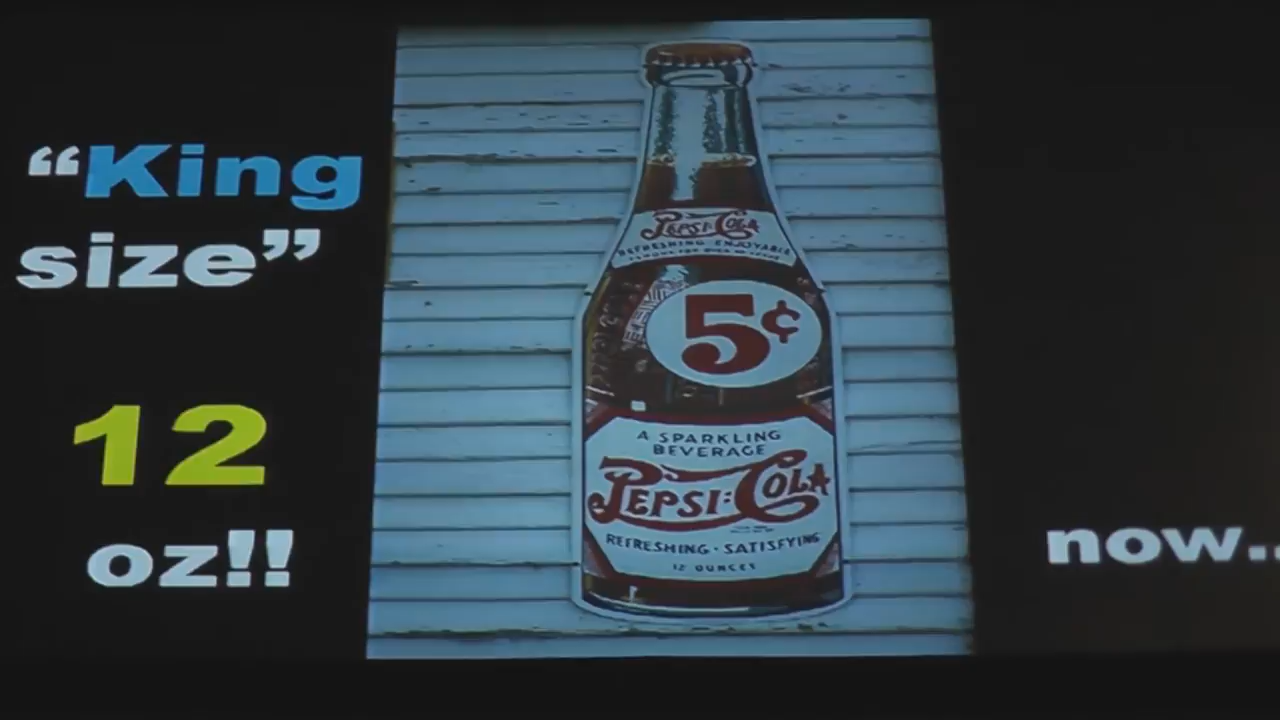 “King
size”
12
oz!!
PEPSI:COLA
REFRESHING ENJOYABLE
5¢
A SPARKLING
BEVERAGE
PEPSI:COLA
REFRESHING · SATISFYING
12 OUNCES
now..